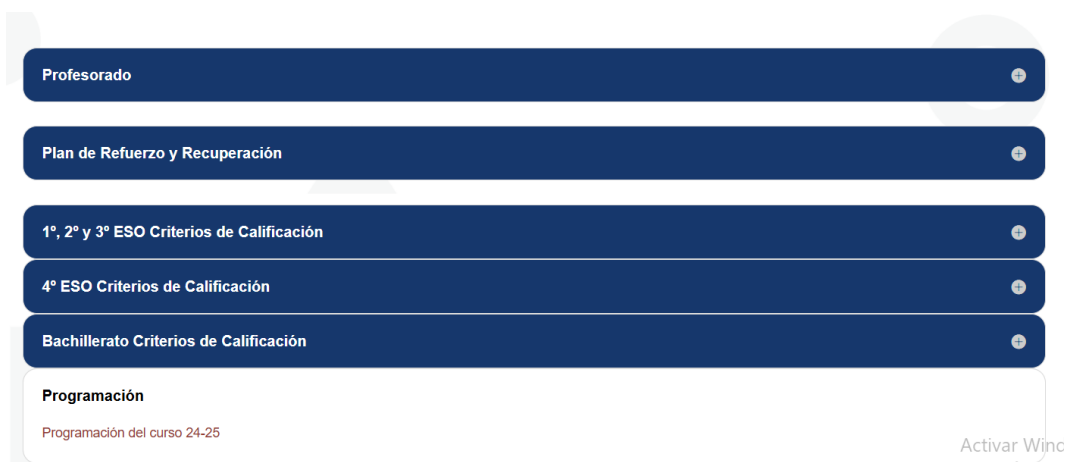 Profesorado
Plan de Refuerzo y Recuperación
1º, 2º y 3º ESO Criterios de Calificación
4º ESO Criterios de Calificación
Bachillerato Criterios de Calificación
Programación
Programación del curso 24-25
Activar Winc